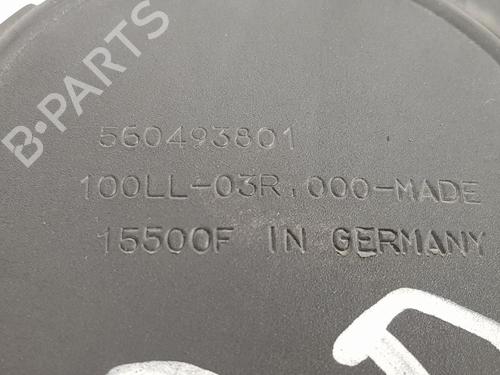 B-PARTS
560493801
100LL-03R.000-MADE
15500F IN GERMANY